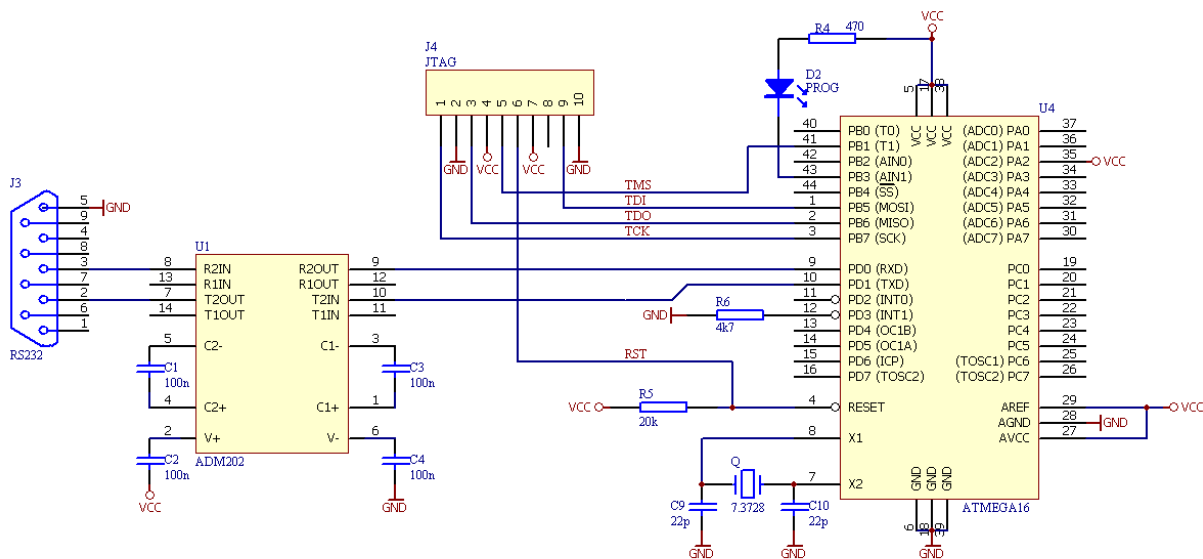 R4 470 VCC
J4
JTAG
1 2 3 4 5 6 7 8 9 10
GND VCC VCC GND
D2
PROG
5 17 38
VCC VCC VCC
U4
40 PB0 (T0) (ADC0) PA0 37
41 PB1 (T1) (ADC1) PA1 36
42 PB2 (AIN0) (ADC2) PA2 35 VCC
43 PB3 (AIN1) (ADC3) PA3 34
44 PB4 (SS) (ADC4) PA4 33
1 PB5 (MOSI) (ADC5) PA5 32
2 PB6 (MISO) (ADC6) PA6 31
3 PB7 (SCK) (ADC7) PA7 30
TMS
TDI
TDO
TCK
9 PD0 (RXD) PC0 19
10 PD1 (TXD) PC1 20
11 PD2 (INT0) PC2 21
12 PD3 (INT1) PC3 22
13 PD4 (OC1B) PC4 23
14 PD5 (OC1A) PC5 24
15 PD6 (ICP) (TOSC1) PC6 25
16 PD7 (TOSC2) (TOSC2) PC7 26
4 RESET AREF 29 VCC
AGND 28 GND
8 X1 AVCC 27
7 X2
GND GND GND
6 18 39
GND
ATMEGA16
J3
5 GND
9
4
8
3
7
2
6
1
RS232
U1
8 R2IN R2OUT 9
13 R1IN R1OUT 12
7 T2OUT T2IN 10
14 T1OUT T1IN 11
5 C2- C1- 3
4 C2+ C1+ 1
2 V+ V- 6
ADM202
C1
100n
C3
100n
C2
100n
VCC
C4
100n
GND
GND R6
4k7
RST
VCC R5
20k
Q
7.3728
C9
22p
GND
C10
22p
GND